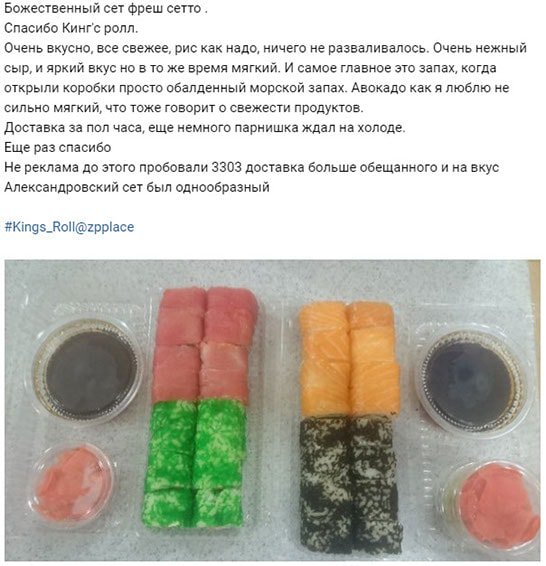 Божественный сет фреш сетто .
Спасибо Кинг'с ролл.
Очень вкусно, все свежее, рис как надо, ничего не разваливалось. Очень нежный
сыр, и яркий вкус но в то же время мягкий. И самое главное это запах, когда
открыли коробки просто обалденный морской запах. Авокадо как я люблю не
сильно мягкий, что тоже говорит о свежести продуктов.
Доставка за пол часа, еще немного парнишка ждал на холоде.
Еще раз спасибо
Не реклама до этого пробовали 3303 доставка больше обещанного и на вкус
Александровский сет был однообразный
#Kings_Roll@zpplace